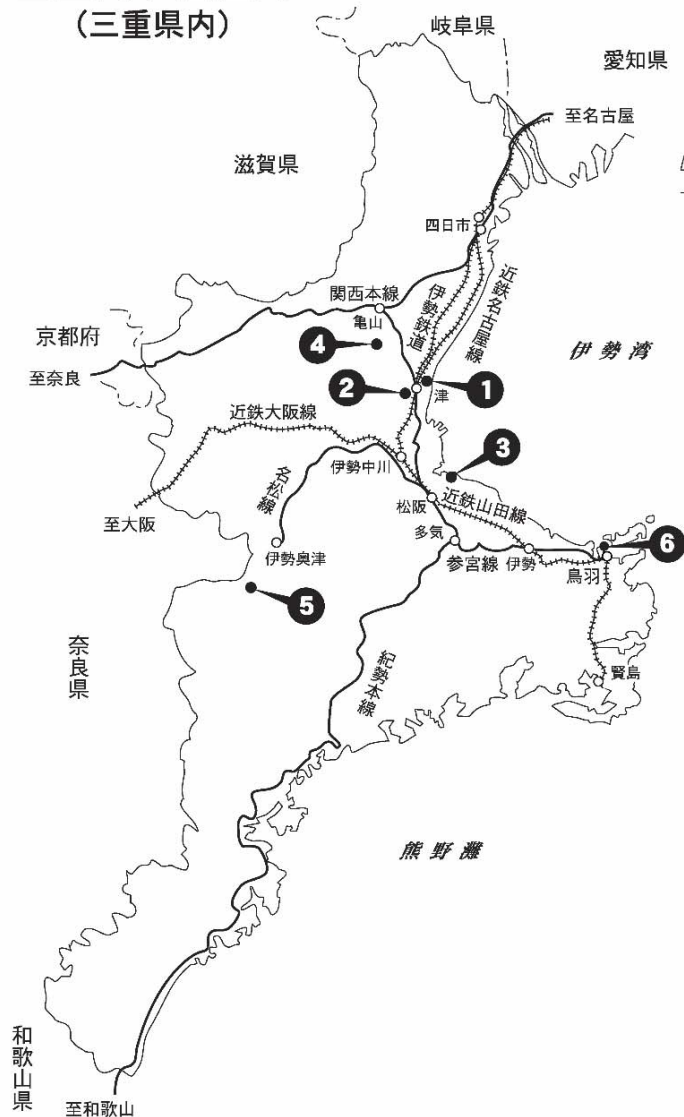 （三重県内）
岐阜県
愛知県
至名古屋
滋賀県
四日市
関西本線
亀山
伊勢鉄道
近鉄名古屋線
伊勢湾
京都府
至奈良
4
2
津
1
近鉄大阪線
伊勢中川
3
名松線
至大阪
松阪
近鉄山田線
多気
伊勢奥津
参宮線
伊勢
鳥羽
6
5
奈良県
紀勢本線
賢島
熊野灘
和歌山県
至和歌山